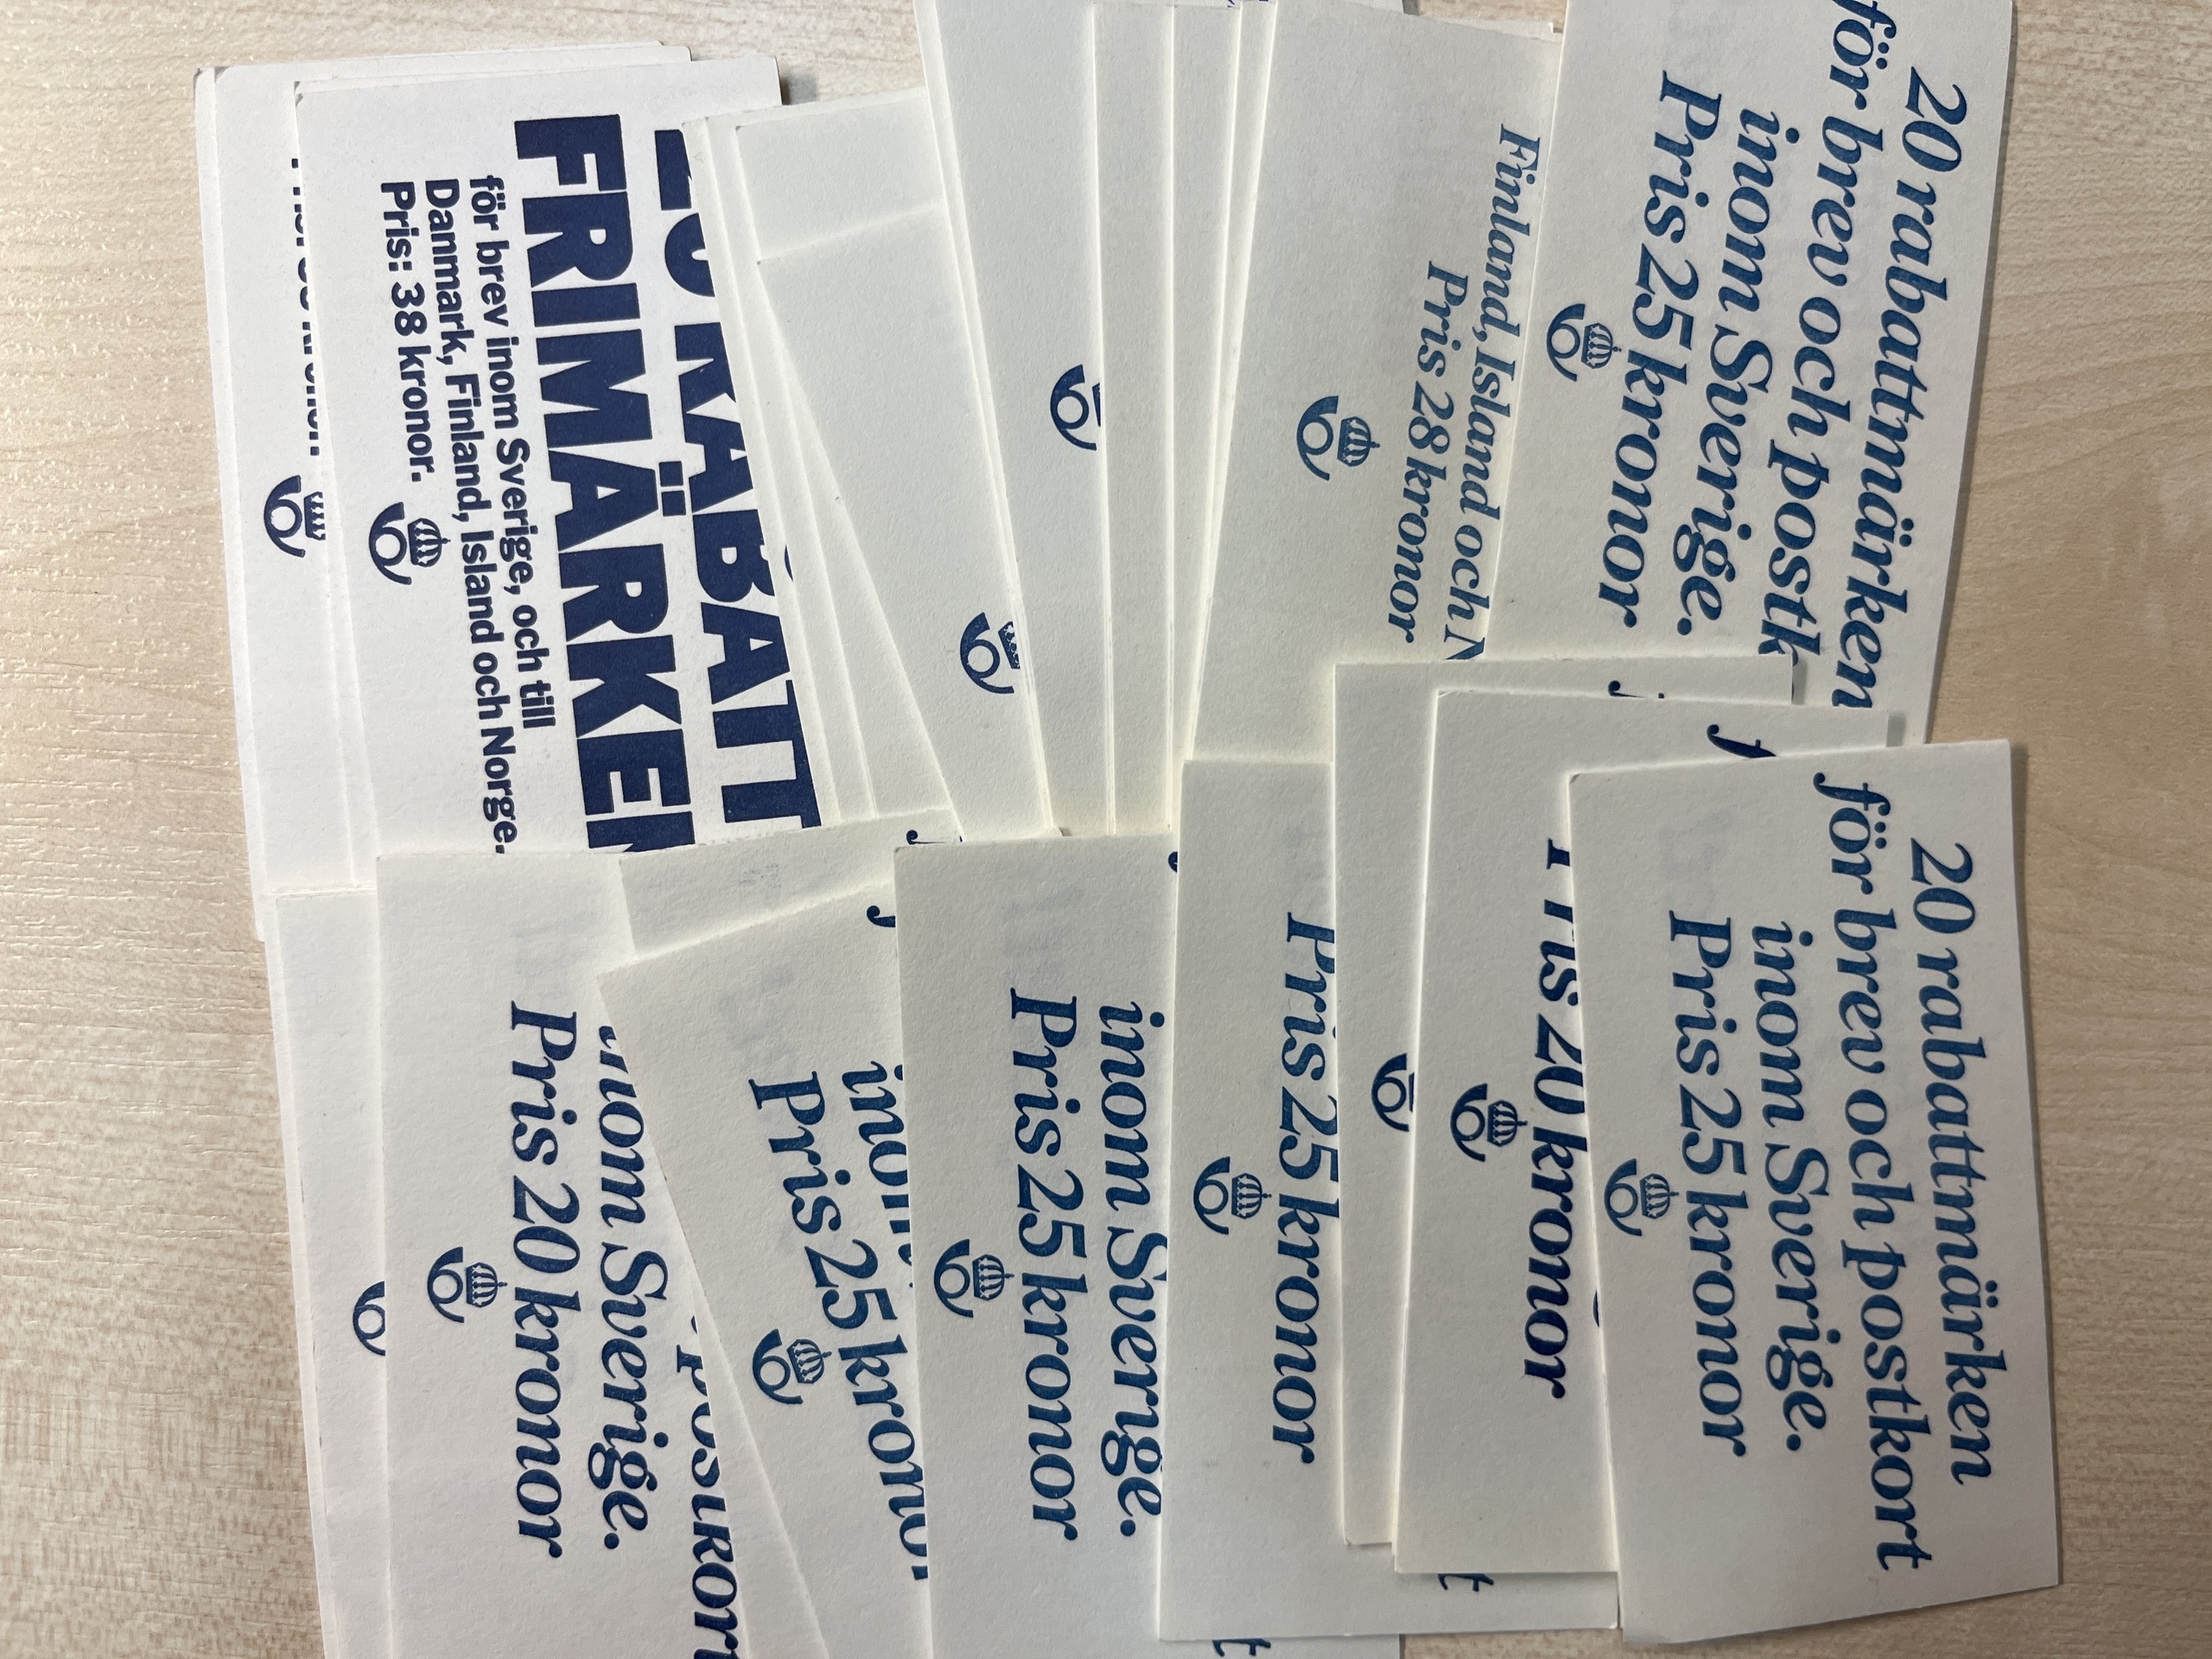 RABATT
FRIMÄRKEN
för brev inom Sverige, och till
Danmark, Finland, Island och Norge.
Pris: 38 kronor.
Finland, Island och
Pris 28 kronor
20 rabattmärken
för brev och postk
inom Sverige.
Pris 25 kronor
inom Sverige.
Pris 20 kronor
Pris 25 kronor
inom Sverige.
Pris 25 kronor
Pris 25 kronor
Pris 20 kronor
20 rabattmärken
för brev och postkort
inom Sverige.
Pris 25 kronor